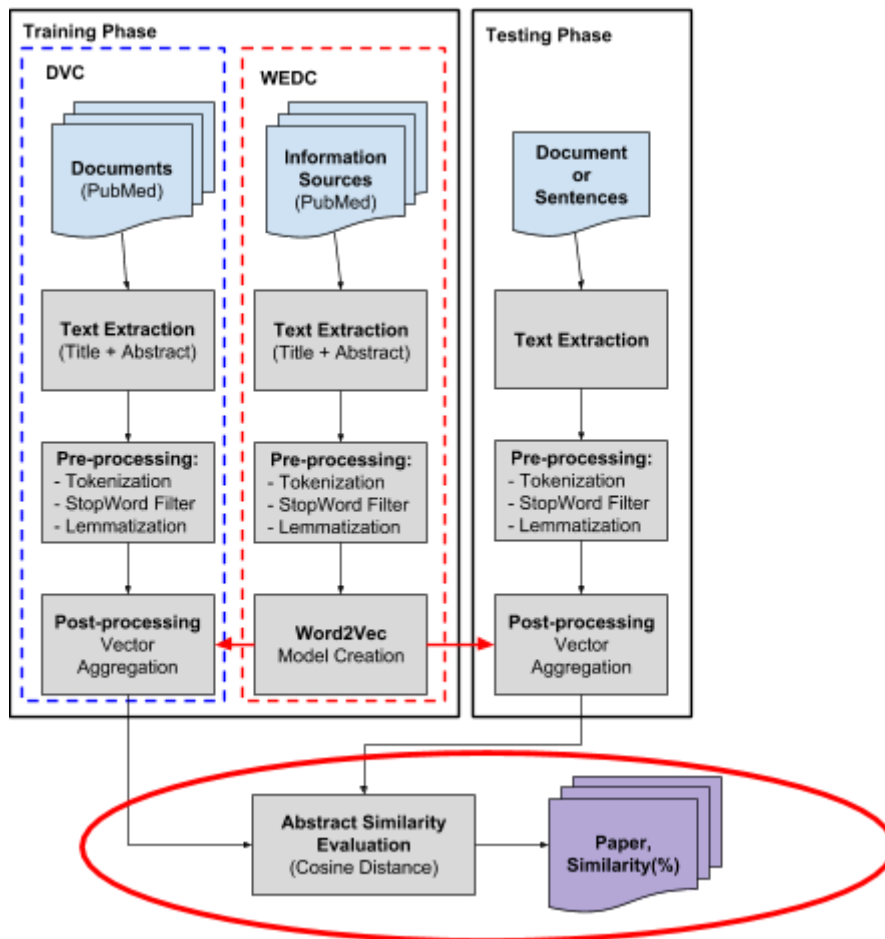 Training Phase
DVC
Documents
(PubMed)
Text Extraction
(Title + Abstract)
Pre-processing:
- Tokenization
- StopWord Filter
- Lemmatization
Post-processing
Vector
Aggregation
WEDC
Information
Sources
(PubMed)
Text Extraction
(Title + Abstract)
Pre-processing:
- Tokenization
- StopWord Filter
- Lemmatization
Word2Vec
Model Creation
Testing Phase
Document
or
Sentences
Text Extraction
Pre-processing:
- Tokenization
- StopWord Filter
- Lemmatization
Post-processing
Vector
Aggregation
Abstract Similarity
Evaluation
(Cosine Distance)
Paper,
Similarity(%)